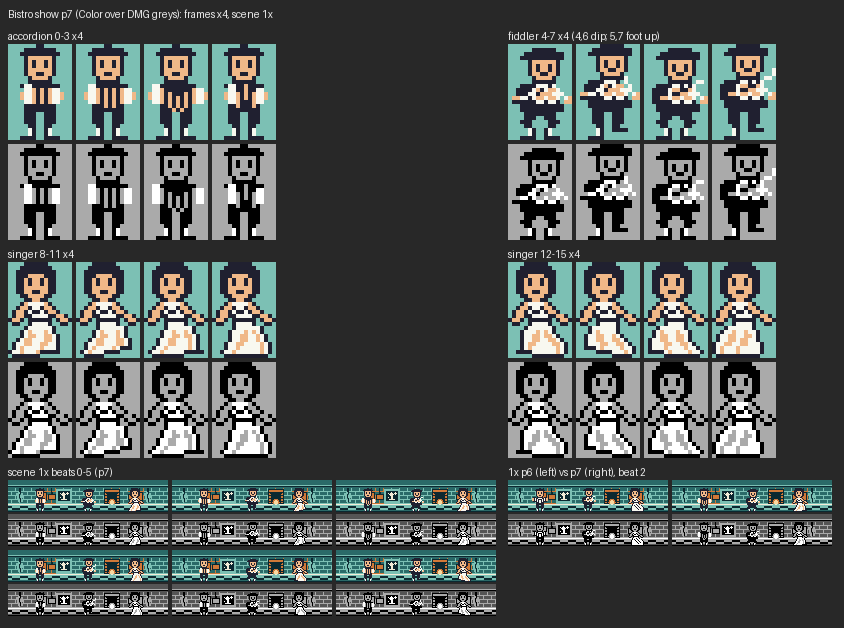 Bistroshow p7 (Color over DMG greys): frames x4, scene 1x
accordion 0-3 x4
fiddler 4-7 x4 (4,6 dip; 5,7 foot up)
singer 8-11 x4
singer 12-15 x4
scene 1x beats 0-5 (p7)
1x p6 (left) vs p7 (right), beat 2